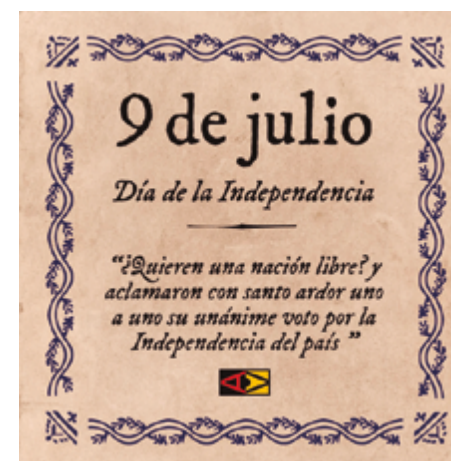 9 de julio
Día de la Independencia
“¿Quieren una nación libre? y
aclamaron con santo ardor uno
a uno su unánime voto por la
Independencia del país ”